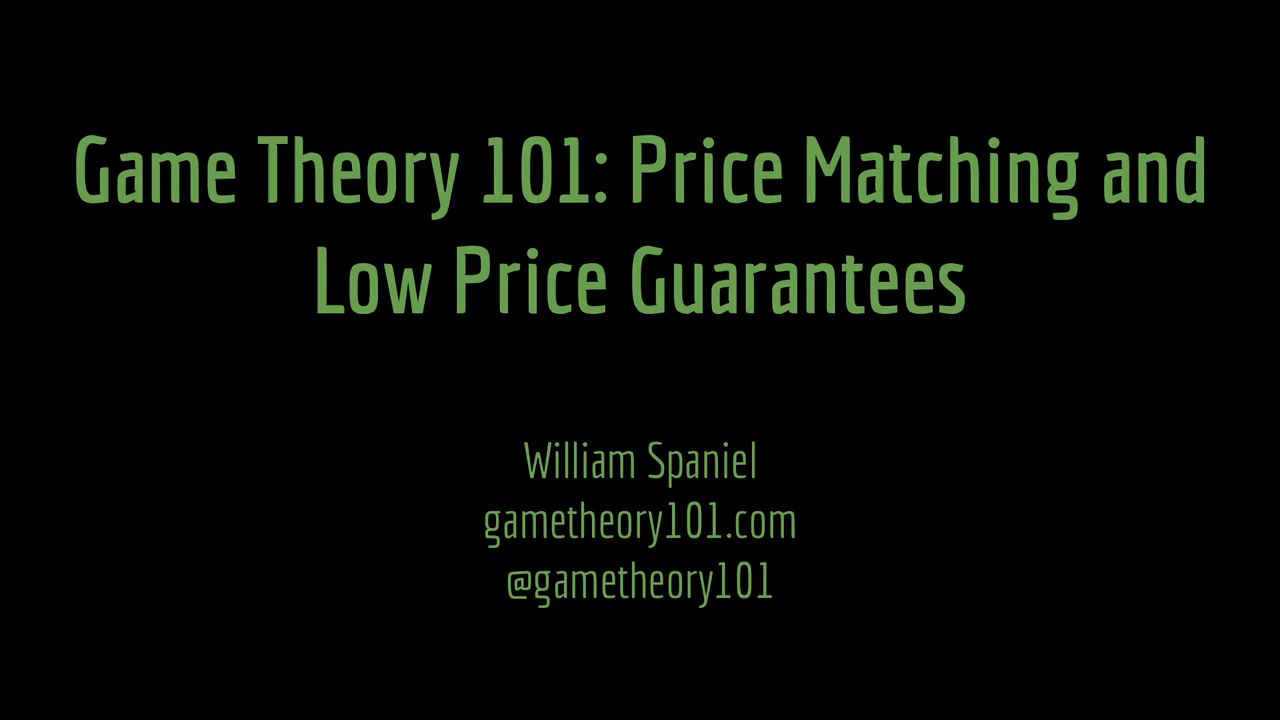 Game Theory 101: Price Matching and
Low Price Guarantees
William Spaniel
gametheory101.com
@gametheory101